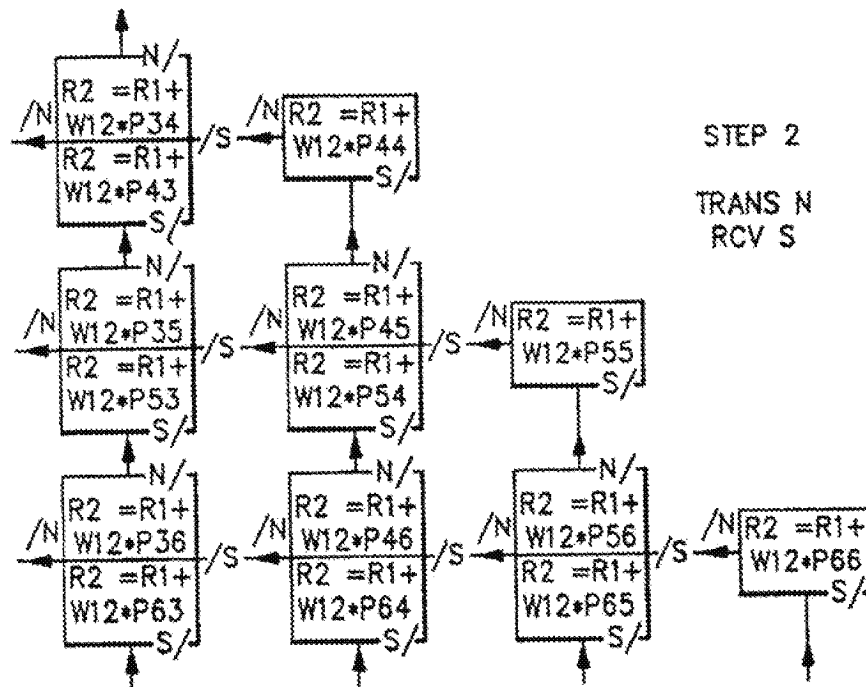 N/
/N R2 =R1+ W12*P34 /S
R2 =R1+ W12*P43
S/
/N R2 =R1+ W12*P44
S/
STEP 2
TRANS N
RCV S
N/
/N R2 =R1+ W12*P35 /S
R2 =R1+ W12*P53
S/
N/
/N R2 =R1+ W12*P45 /S
R2 =R1+ W12*P54
S/
/N R2 =R1+ W12*P55
S/
N/
/N R2 =R1+ W12*P36 /S
R2 =R1+ W12*P63
S/
N/
/N R2 =R1+ W12*P46 /S
R2 =R1+ W12*P64
S/
N/
/N R2 =R1+ W12*P56 /S
R2 =R1+ W12*P65
S/
/N R2 =R1+ W12*P66
S/